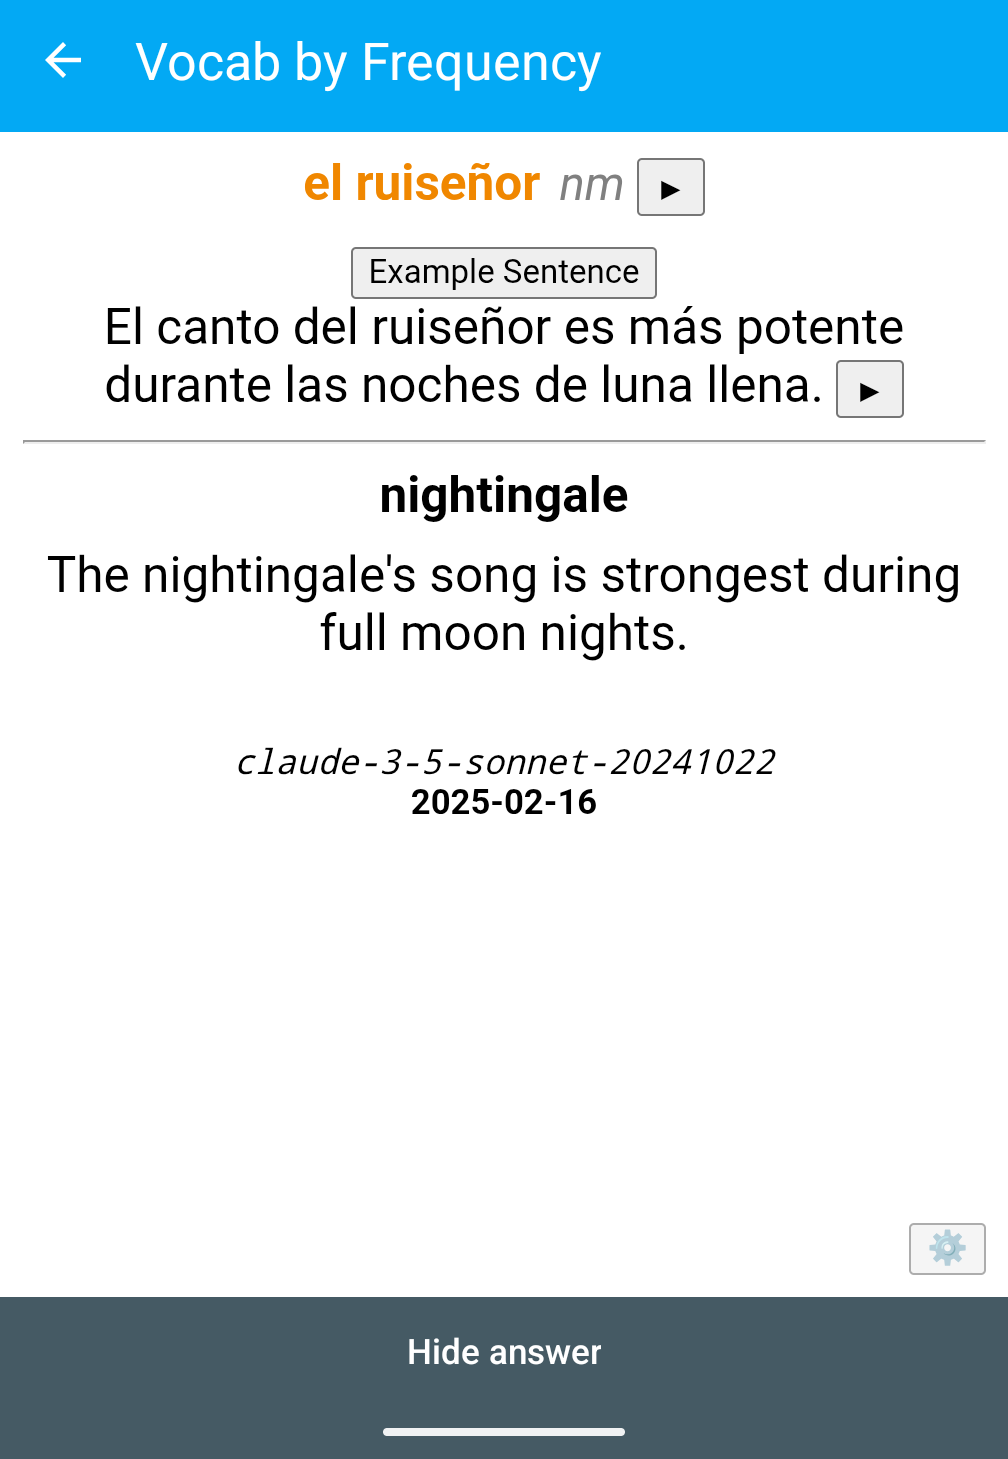 Vocab by Frequency
el ruiseñor nm
Example Sentence
El canto del ruiseñor es más potente
durante las noches de luna llena.
nightingale
The nightingale's song is strongest during
full moon nights.
claude-3-5-sonnet-20241022
2025-02-16
Hide answer